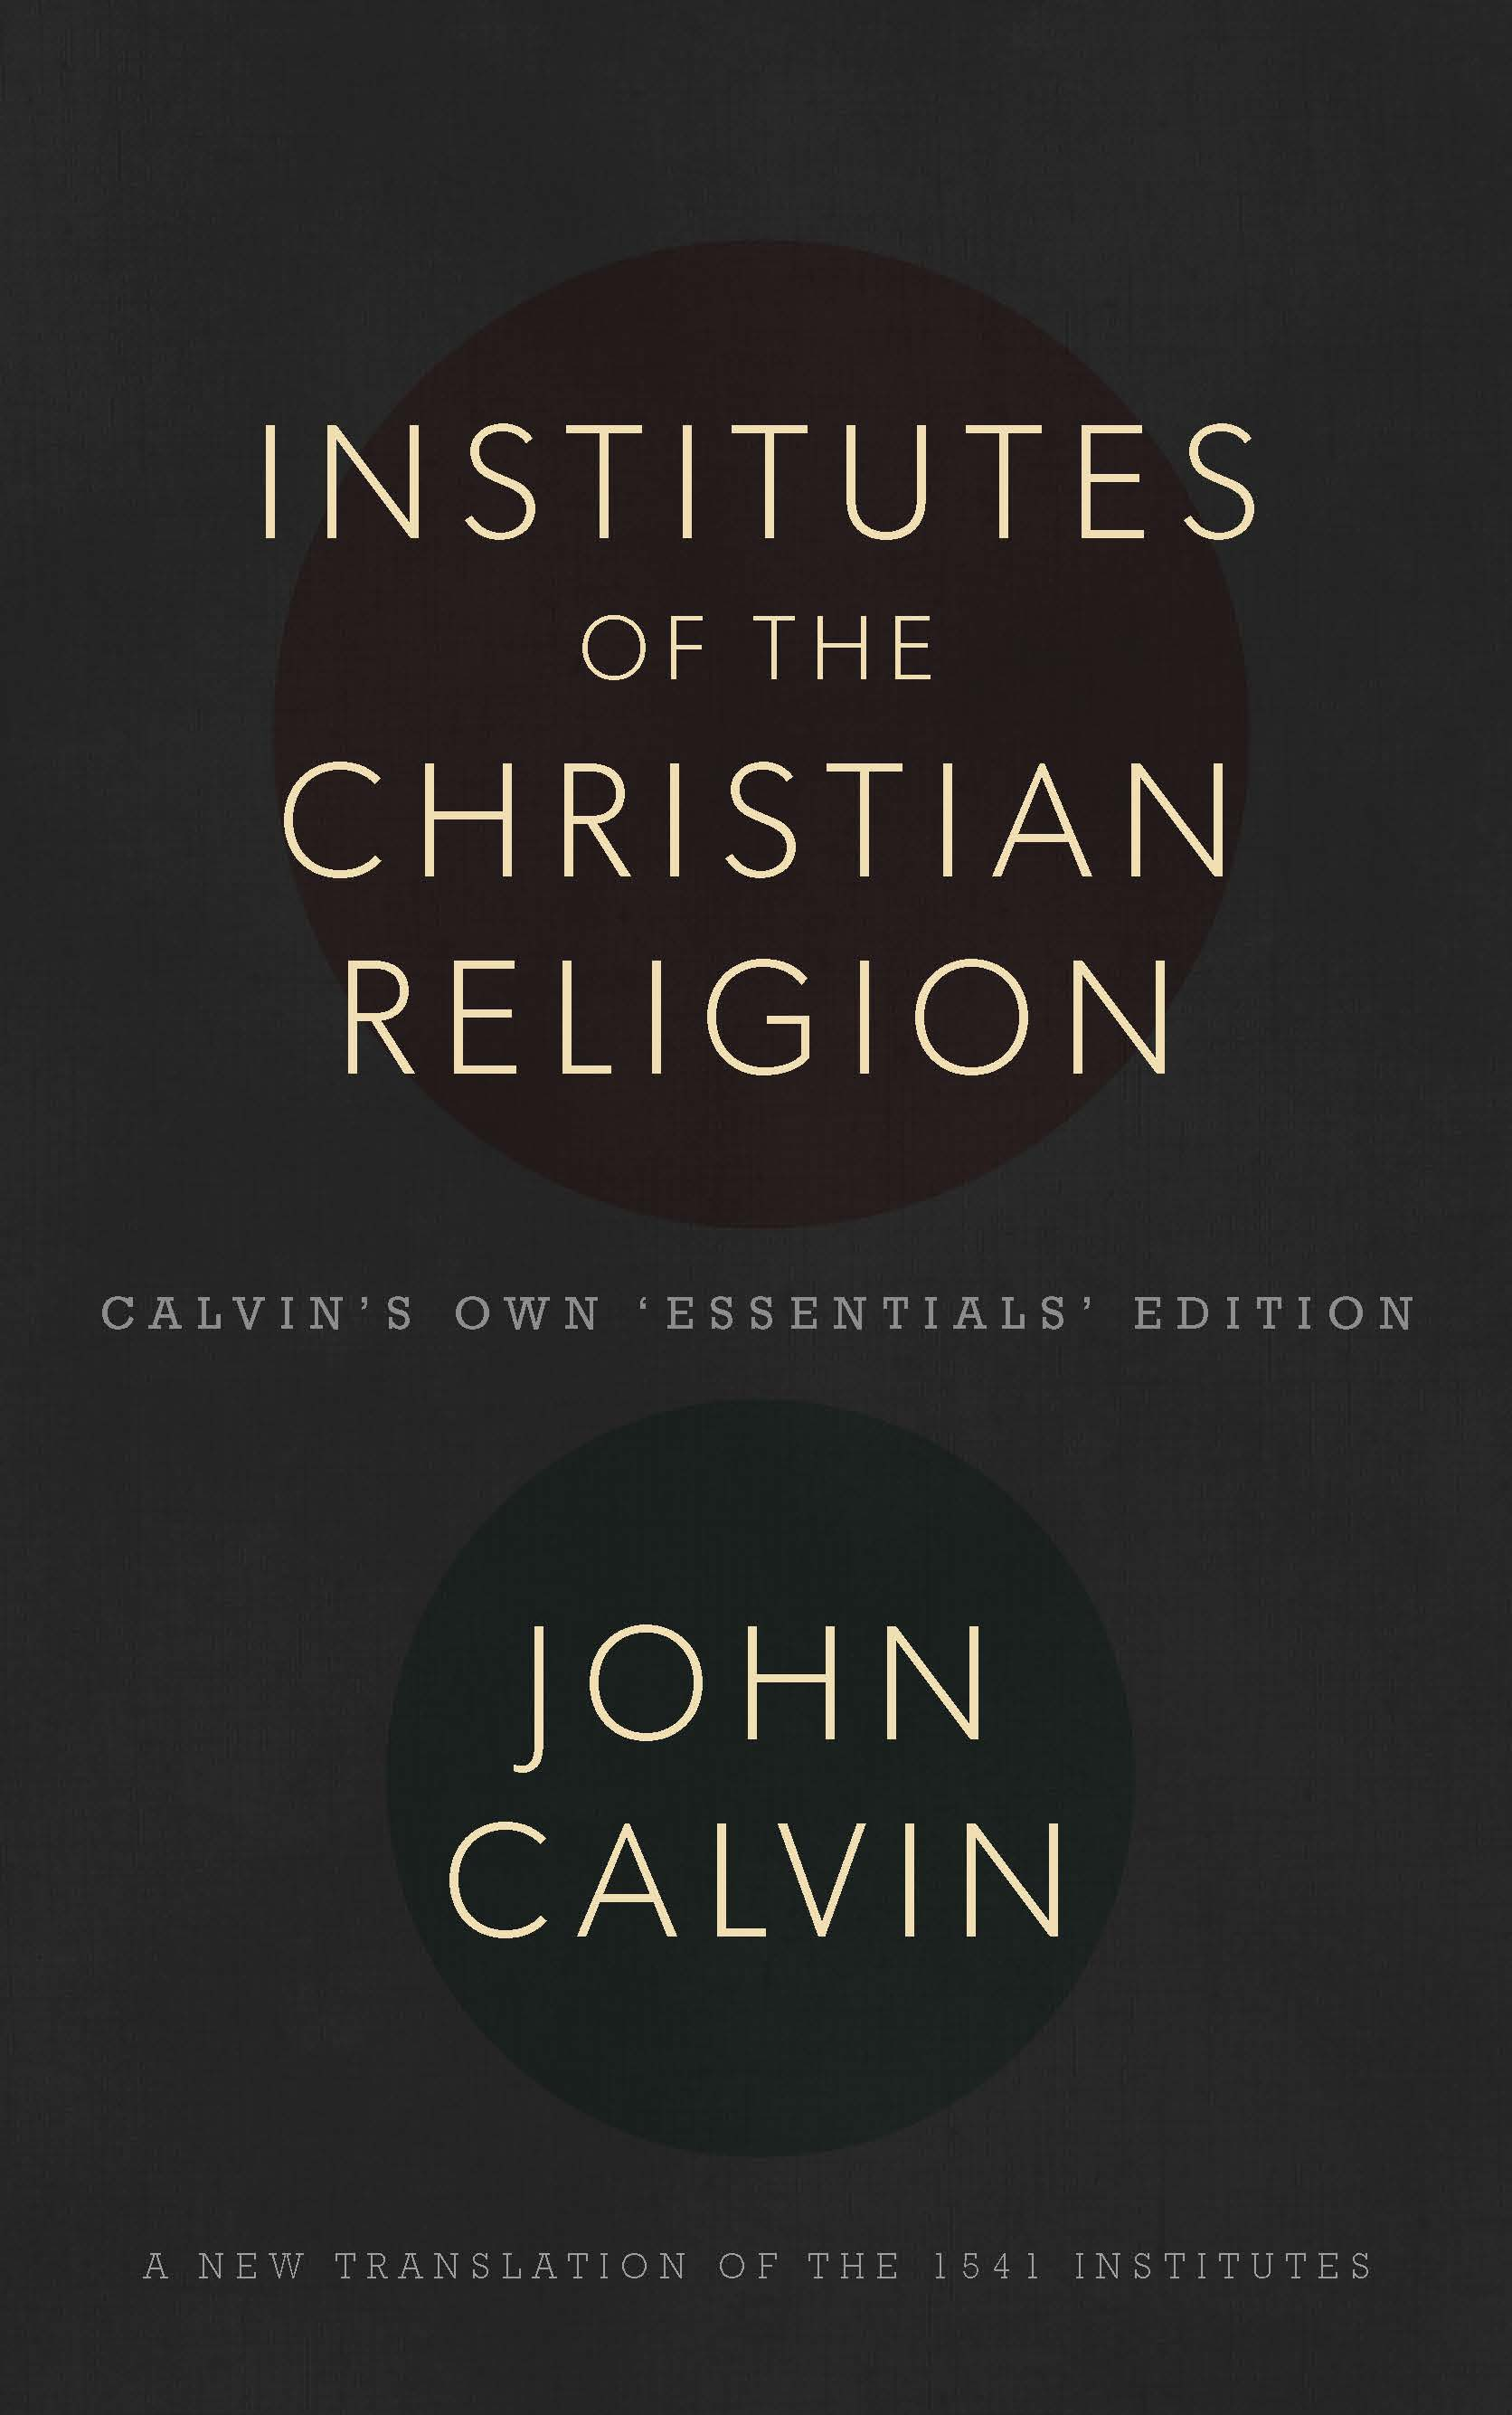 INSTITUTES
OF THE
CHRISTIAN
RELIGION
CALVIN’S OWN ‘ESSENTIALS’ EDITION
JOHN
CALVIN
A NEW TRANSLATION OF THE 1541 INSTITUTES